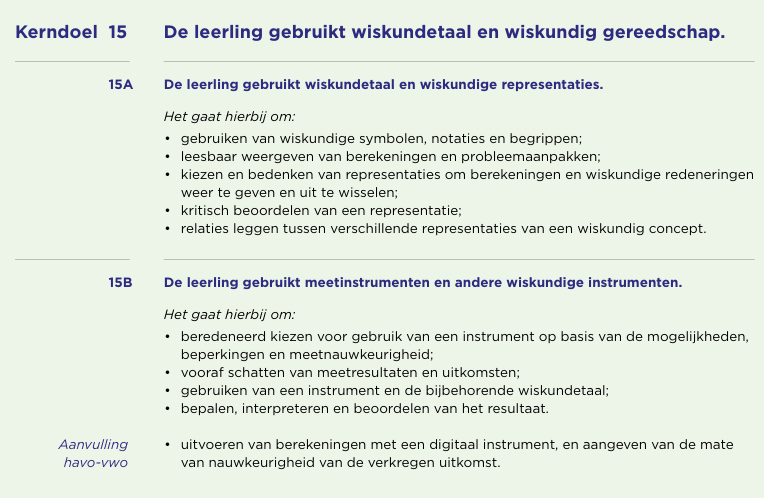 Kerndoel 15 De leerling gebruikt wiskundetaal en wiskundig gereedschap.
15A De leerling gebruikt wiskundetaal en wiskundige representaties.
Het gaat hierbij om:
• gebruiken van wiskundige symbolen, notaties en begrippen;
• leesbaar weergeven van berekeningen en probleemaanpakken;
• kiezen en bedenken van representaties om berekeningen en wiskundige redeneringen
weer te geven en uit te wisselen;
• kritisch beoordelen van een representatie;
• relaties leggen tussen verschillende representaties van een wiskundig concept.
15B De leerling gebruikt meetinstrumenten en andere wiskundige instrumenten.
Het gaat hierbij om:
• beredeneerd kiezen voor gebruik van een instrument op basis van de mogelijkheden,
beperkingen en meetnauwkeurigheid;
• vooraf schatten van meetresultaten en uitkomsten;
• gebruiken van een instrument en de bijbehorende wiskundetaal;
• bepalen, interpreteren en beoordelen van het resultaat.
Aanvulling
havo-vwo
• uitvoeren van berekeningen met een digitaal instrument, en aangeven van de mate
van nauwkeurigheid van de verkregen uitkomst.